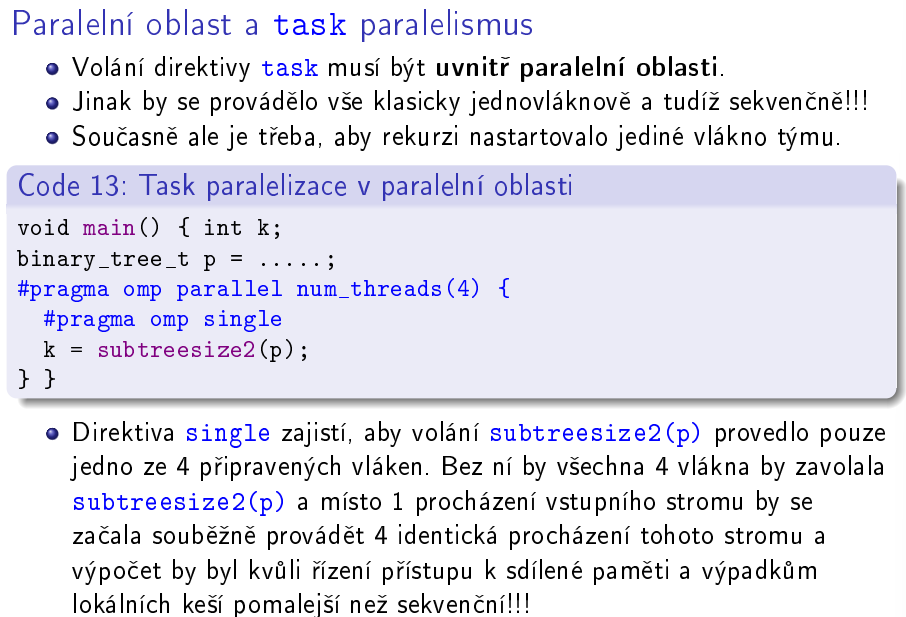 Paralelní oblast a task paralelismus
Volání direktivy task musí být uvnitř paralelní oblasti.
Jinak by se provádělo vše klasicky jednovláknově a tudíž sekvenčně!!!
Současně ale je třeba, aby rekurzi nastartovalo jediné vlákno týmu.
Code 13: Task paralelizace v paralelní oblasti
void main() { int k;
binary_tree_t p = .....;
#pragma omp parallel num_threads(4) {
#pragma omp single
k = subtreesize2(p);
} }
Direktiva single zajistí, aby volání subtreesize2(p) provedlo pouze
jedno ze 4 připravených vláken. Bez ní by všechna 4 vlákna by zavolala
subtreesize2(p) a místo 1 procházení vstupního stromu by se
začala souběžně provádět 4 identická procházení tohoto stromu a
výpočet by byl kvůli řízení přístupu k sdílené paměti a výpadkům
lokálních keší pomalejší než sekvenční!!!